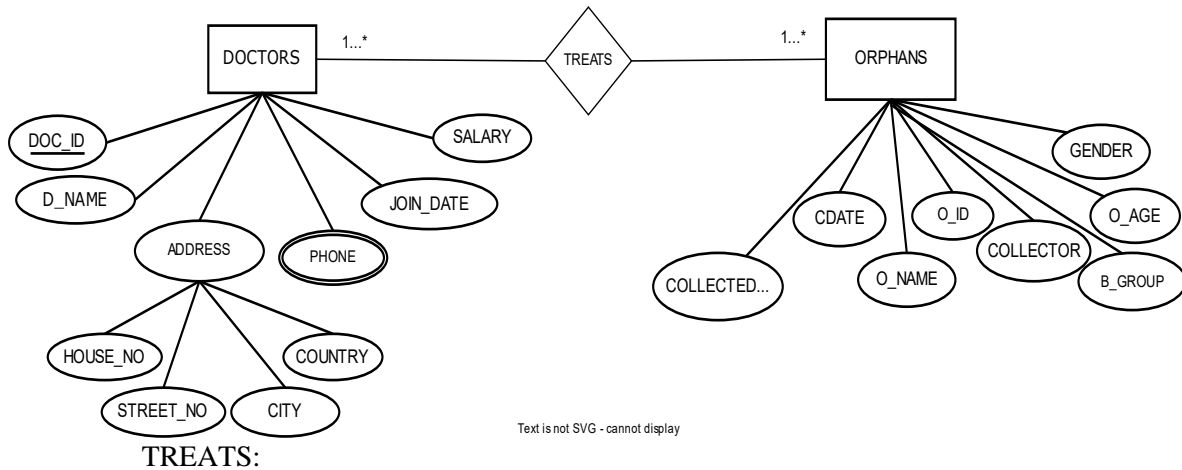 1...*
1...*
DOCTORS
TREATS
ORPHANS
DOC_ID
SALARY
GENDER
D_NAME
JOIN_DATE
CDATE
O_ID
O_AGE
ADDRESS
PHONE
COLLECTOR
COLLECTED...
O_NAME
B_GROUP
HOUSE_NO
COUNTRY
STREET_NO
CITY
Text is not SVG - cannot display
TREATS: